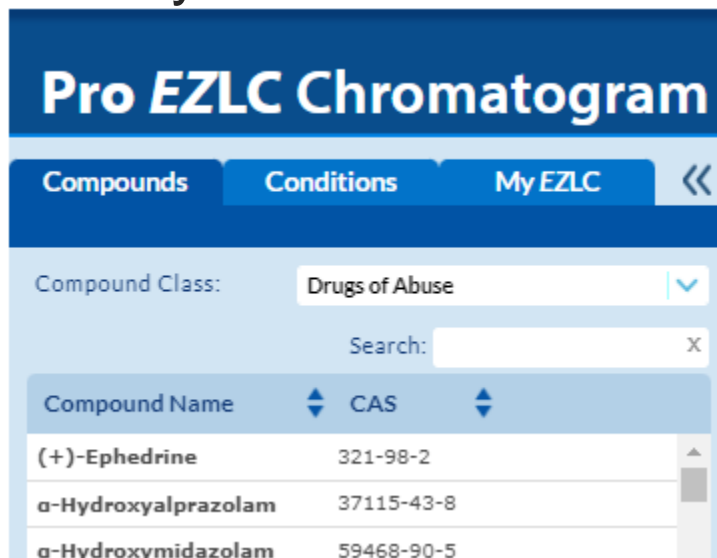 Pro EZLC Chromatogram
Compounds Conditions My EZLC
Compound Class: Drugs of Abuse
Search: X
Compound Name CAS
(+)-Ephedrine 321-98-2
α-Hydroxyalprazolam 37115-43-8
α-Hydroxymidazolam 59468-90-5